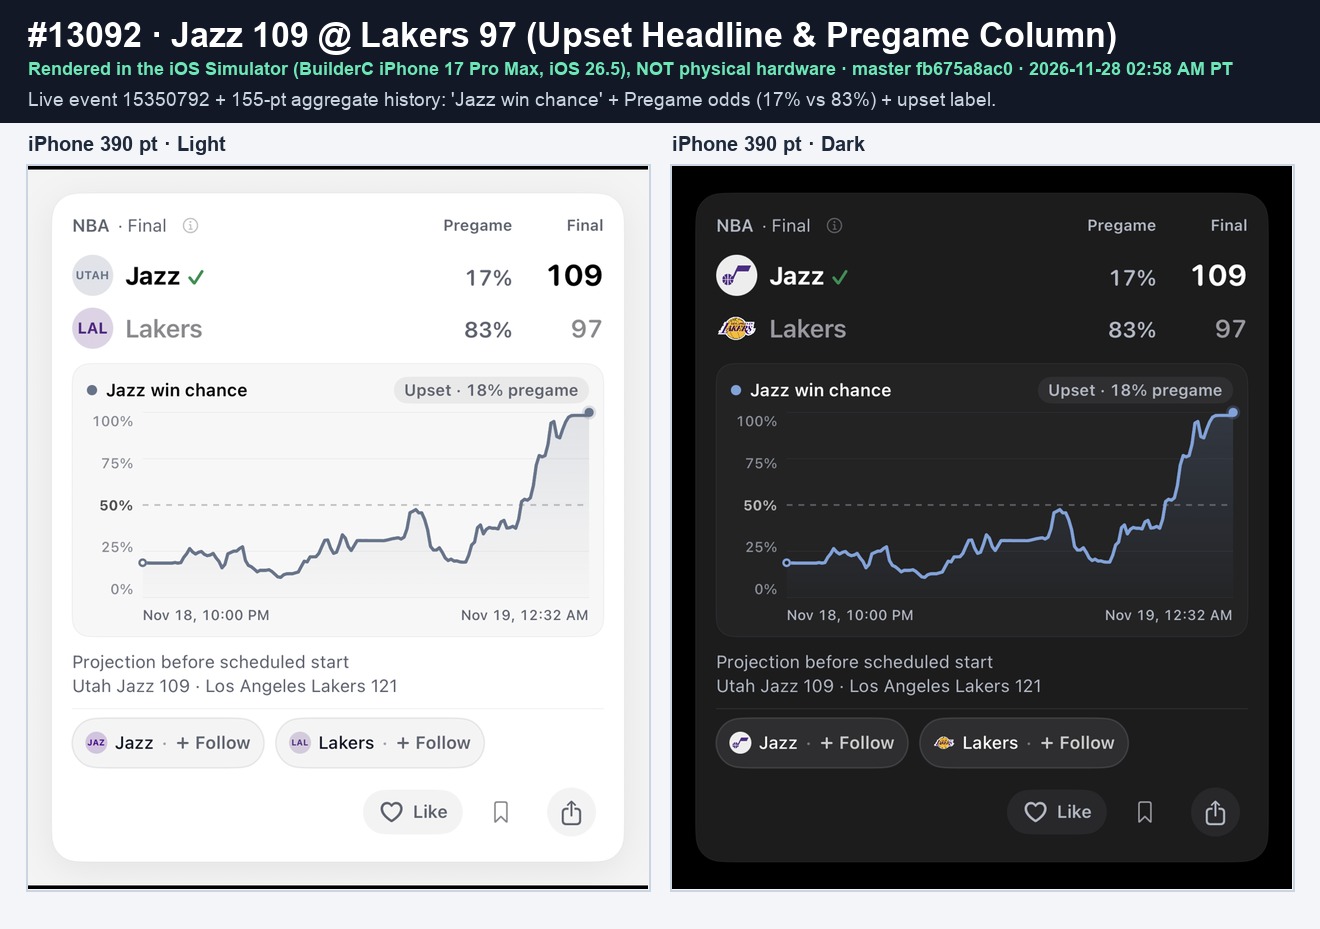 #13092 · Jazz 109 @ Lakers 97 (Upset Headline & Pregame Column)
Rendered in the iOS Simulator (BuilderC iPhone 17 Pro Max, iOS 26.5), NOT physical hardware · master fb675a8ac0 · 2026-11-28 02:58 AM PT
Live event 15350792 + 155-pt aggregate history: 'Jazz win chance' + Pregame odds (17% vs 83%) + upset label.
iPhone 390 pt · Light
NBA · Final Pregame Final
UTAH Jazz 17% 109
LAL Lakers 83% 97
Jazz win chance Upset · 18% pregame
100%
75%
50%
25%
0%
Nov 18, 10:00 PM Nov 19, 12:32 AM
Projection before scheduled start
Utah Jazz 109 · Los Angeles Lakers 121
JAZ Jazz · + Follow LAL Lakers · + Follow
Like
iPhone 390 pt · Dark
NBA · Final Pregame Final
Jazz 17% 109
LAKERS Lakers 83% 97
Jazz win chance Upset · 18% pregame
100%
75%
50%
25%
0%
Nov 18, 10:00 PM Nov 19, 12:32 AM
Projection before scheduled start
Utah Jazz 109 · Los Angeles Lakers 121
Jazz · + Follow Lakers · + Follow
Like